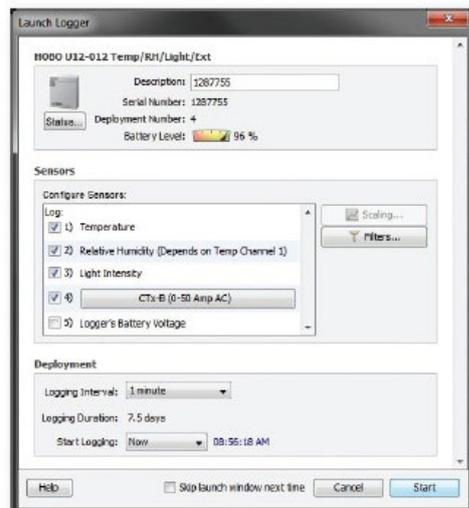 Launch Logger
HOBO U12-012 Temp/RH/Light/Ext
Description: 1287755
Serial Number: 1287755
Status... Deployment Number: 4
Battery Level: 96 %
Sensors
Configure Sensors:
Log:
1) Temperature
Scaling...
2) Relative Humidity (Depends on Temp Channel 1)
Filters...
3) Light Intensity
4) CTx-B (0-50 Amp AC)
5) Logger's Battery Voltage
Deployment
Logging Interval: 1 minute
Logging Duration: 7.5 days
Start Logging: Now 08:56:18 AM
Help Skip launch window next time Cancel Start